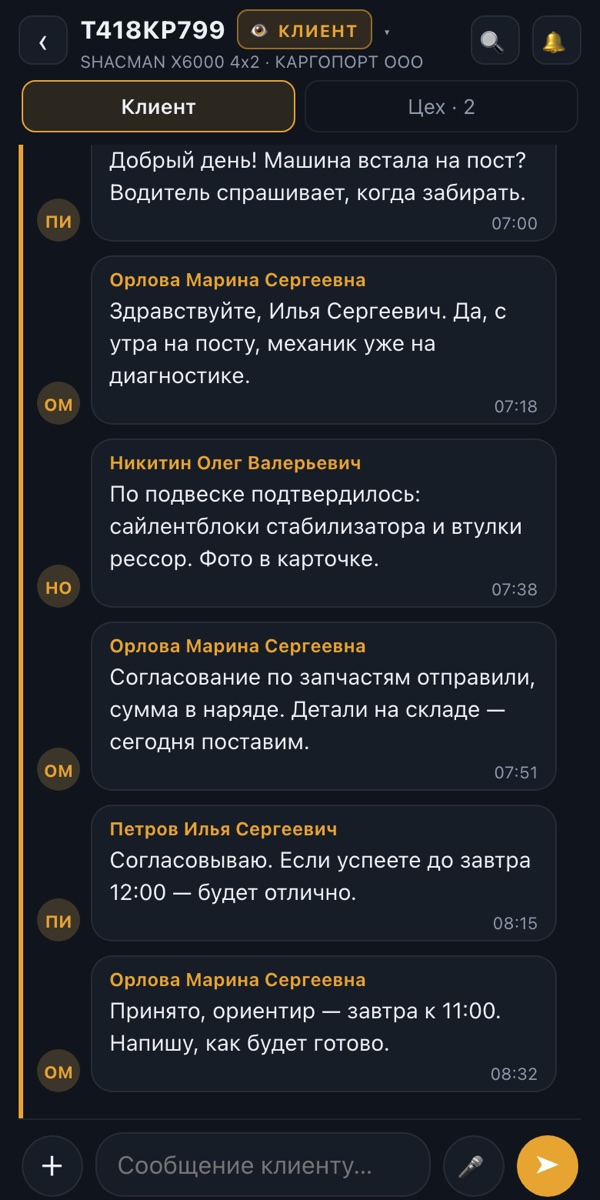 Т418КР799
КЛИЕНТ
SHACMAN X6000 4x2 · КАРГОПОРТ ООО
Клиент
Цех · 2
Добрый день! Машина встала на пост?
Водитель спрашивает, когда забирать.
ПИ
07:00
Орлова Марина Сергеевна
Здравствуйте, Илья Сергеевич. Да, с
утра на посту, механик уже на
диагностике.
ОМ
07:18
Никитин Олег Валерьевич
По подвеске подтвердилось:
сайлентблоки стабилизатора и втулки
рессор. Фото в карточке.
НО
07:38
Орлова Марина Сергеевна
Согласование по запчастям отправили,
сумма в наряде. Детали на складе —
сегодня поставим.
ОМ
07:51
Петров Илья Сергеевич
Согласовываю. Если успеете до завтра
12:00 — будет отлично.
ПИ
08:15
Орлова Марина Сергеевна
Принято, ориентир — завтра к 11:00.
Напишу, как будет готово.
ОМ
08:32
Сообщение клиенту...